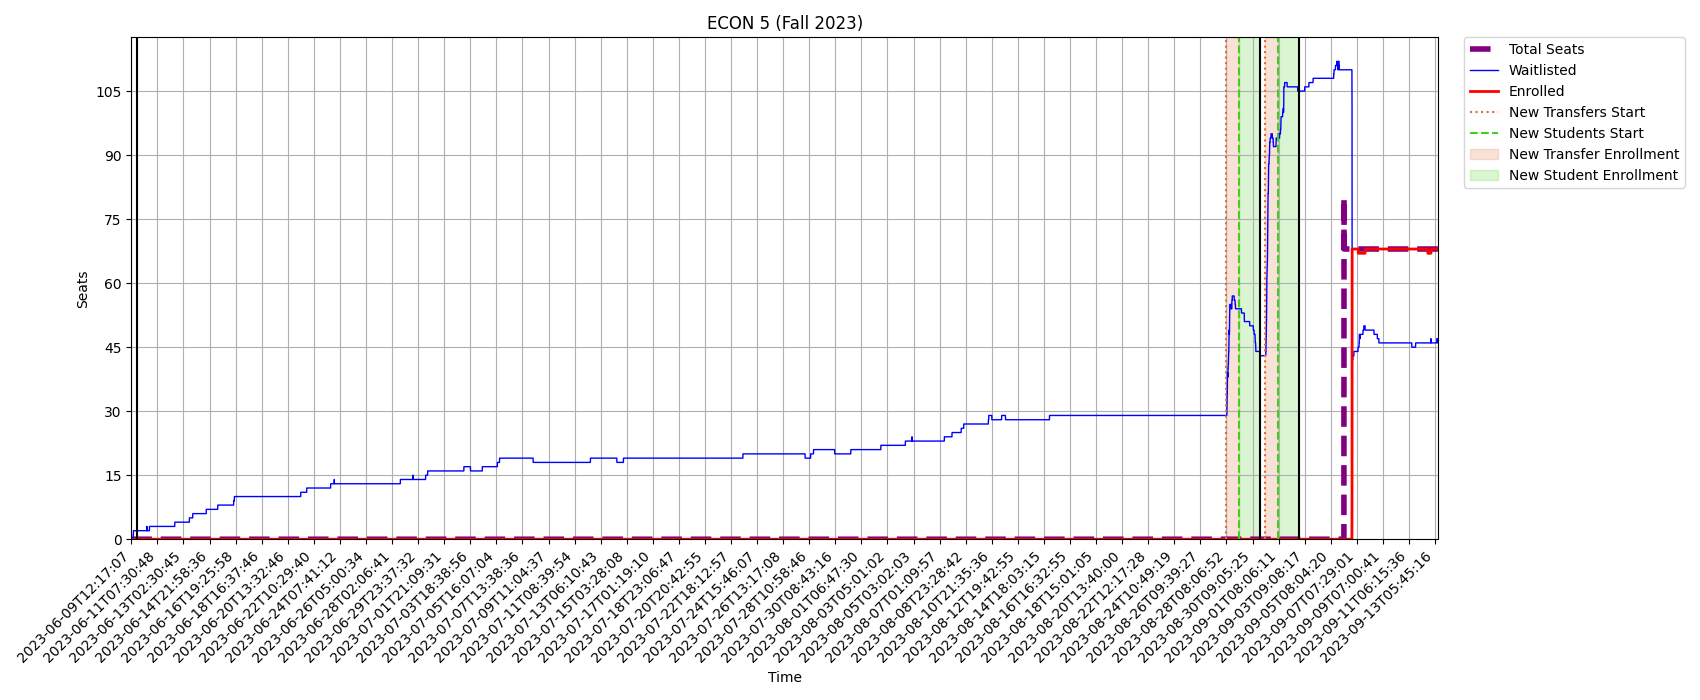 ECON 5 (Fall 2023)
Total Seats
Waitlisted
Enrolled
New Transfers Start
New Students Start
New Transfer Enrollment
New Student Enrollment
Seats
105
90
75
60
45
30
15
0
2023-06-09T12:17:07
2023-06-11T07:30:48
2023-06-13T02:30:45
2023-06-14T21:58:36
2023-06-16T19:25:58
2023-06-18T16:37:46
2023-06-20T13:32:46
2023-06-22T10:29:40
2023-06-24T07:41:12
2023-06-26T05:00:34
2023-06-28T02:06:41
2023-06-29T23:37:32
2023-07-01T21:09:31
2023-07-03T18:38:56
2023-07-05T16:07:04
2023-07-07T13:38:36
2023-07-09T11:04:37
2023-07-11T08:39:54
2023-07-13T06:10:43
2023-07-15T03:28:08
2023-07-17T01:19:10
2023-07-18T23:06:47
2023-07-20T20:42:55
2023-07-22T18:12:57
2023-07-24T15:46:07
2023-07-26T13:17:08
2023-07-28T10:58:46
2023-07-30T08:43:16
2023-08-01T06:47:30
2023-08-03T05:01:02
2023-08-05T03:02:03
2023-08-07T01:09:57
2023-08-08T23:28:42
2023-08-10T21:35:36
2023-08-12T19:42:55
2023-08-14T18:03:15
2023-08-16T16:32:55
2023-08-18T15:01:05
2023-08-20T13:40:00
2023-08-22T12:17:28
2023-08-24T10:49:19
2023-08-26T09:39:27
2023-08-28T08:06:52
2023-08-30T09:05:25
2023-09-01T08:06:11
2023-09-03T09:08:17
2023-09-05T08:04:20
2023-09-07T07:29:01
2023-09-09T07:00:41
2023-09-11T06:15:36
2023-09-13T05:45:16
Time